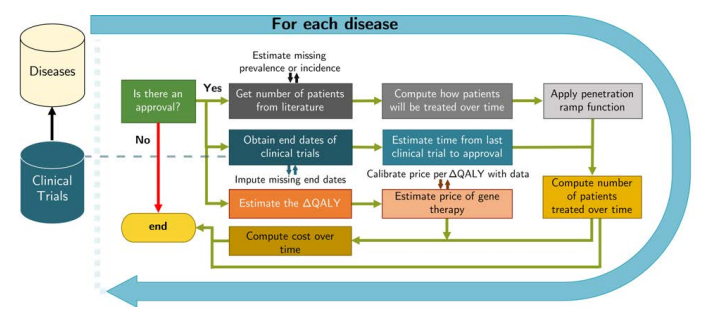 For each disease
Diseases
Clinical
Trials
Is there an
approval?
Yes
No
Estimate missing
prevalence or incidence
Get number of patients
from literature
Compute how patients
will be treated over time
Apply penetration
ramp function
Obtain end dates of
clinical trials
Estimate time from last
clinical trial to approval
Impute missing end dates
Calibrate price per ΔQALY with data
Estimate the ΔQALY
Estimate price of gene
therapy
Compute number
of patients
treated over time
end
Compute cost over
time